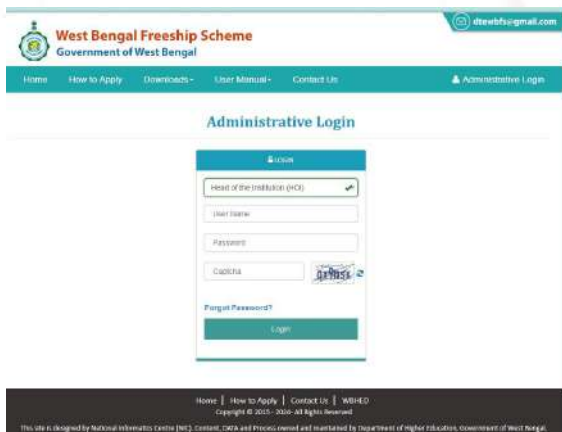 dtewbfs@gmail.com
West Bengal Freeship Scheme
Government of West Bengal
Home How to Apply Downloads User Manual Contact Us Administrative Login
Administrative Login
LOGIN
Head of the Institution (HOI)
User Name
Password
Captcha
Forgot Password?
Login
Home | How to Apply | Contact Us | WBHED
Copyright © 2015 - 2024- All Rights Reserved
This site is designed by National Informatics Centre (NIC). Content, DATA and Process owned and maintained by Department of Higher Education, Government of West Bengal.